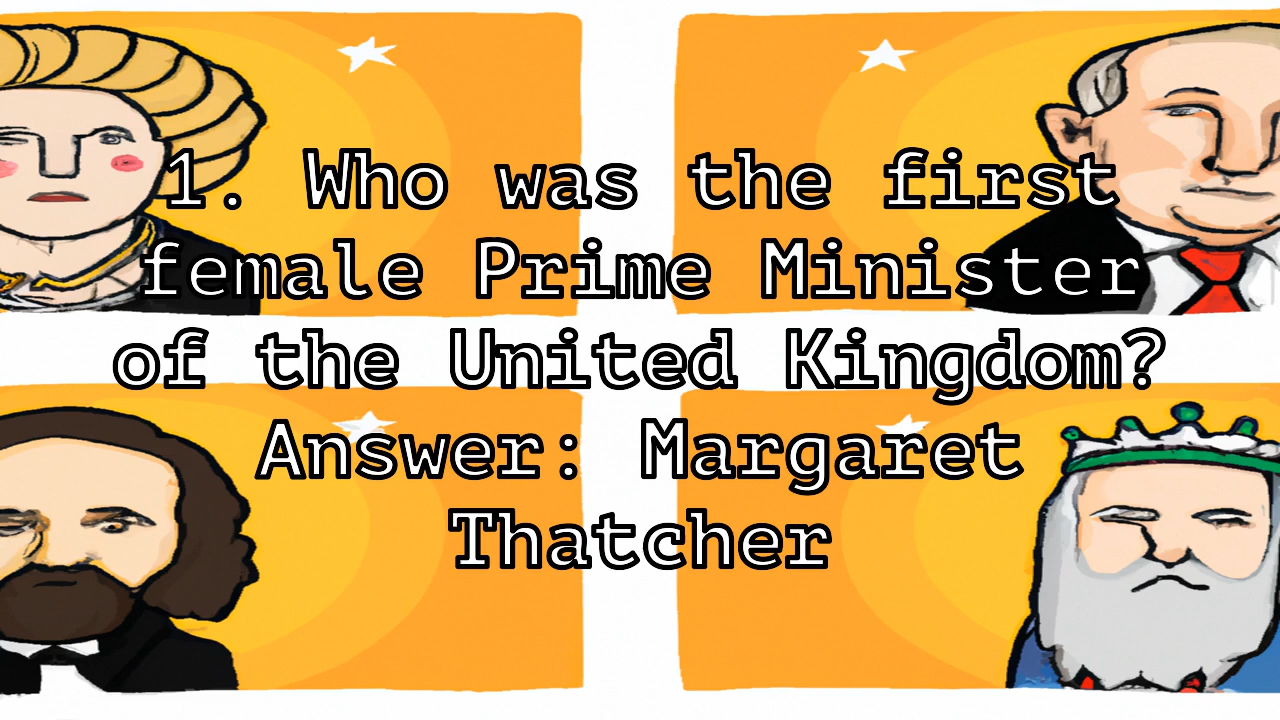 1. Who was the first
female Prime Minister
of the United Kingdom?
Answer: Margaret
Thatcher